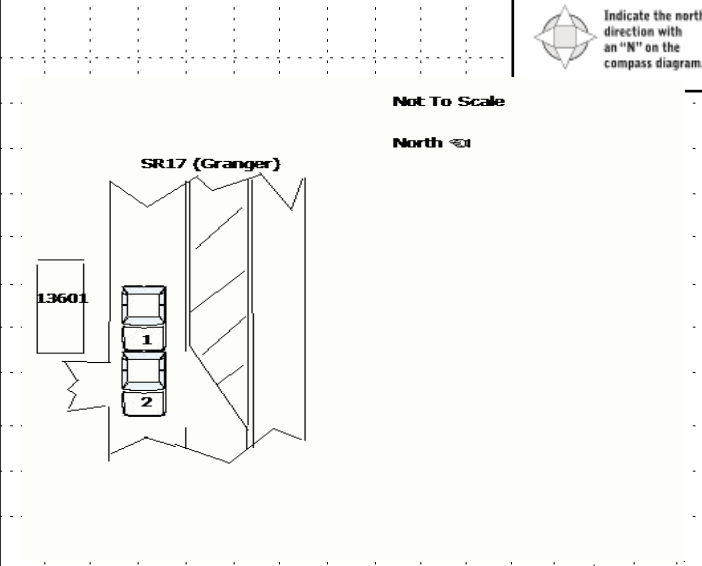 Indicate the north
direction with
an "N" on the
compass diagram.
Not To Scale
North ☜
SR17 (Granger)
13601
1
2